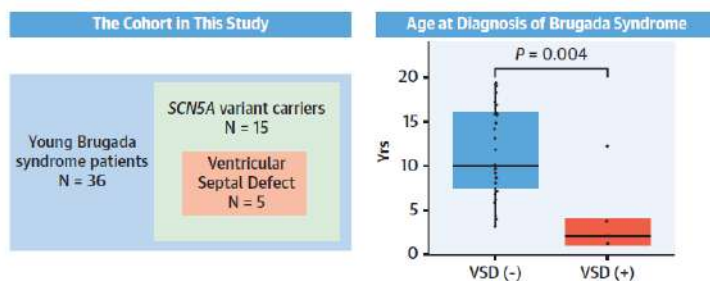 The Cohort in This Study
Young Brugada
syndrome patients
N = 36
SCN5A variant carriers
N = 15
Ventricular
Septal Defect
N = 5
Age at Diagnosis of Brugada Syndrome
P = 0.004
Yrs
20
15
10
5
0
VSD (-)
VSD (+)